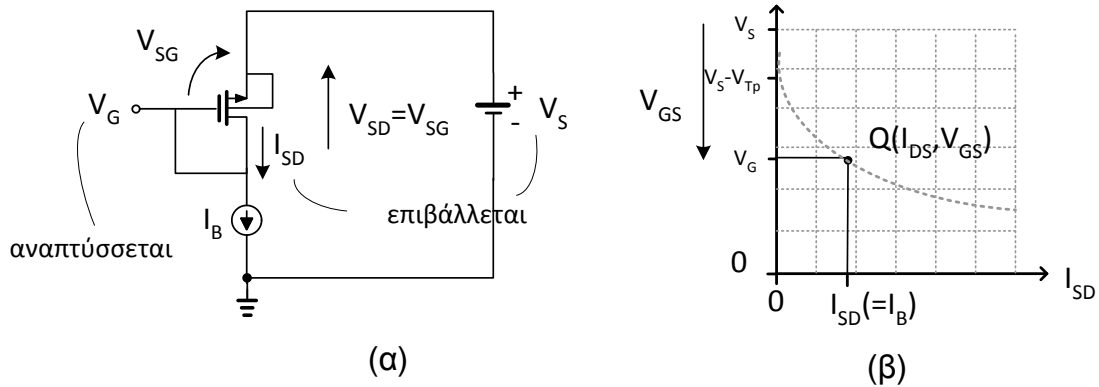 V_SG
V_G
I_SD
V_SD=V_SG
+
-
V_S
I_B
επιβάλλεται
αναπτύσσεται
(α)
V_S
V_S-V_Tp
V_GS
V_G
Q(I_DS,V_GS)
0
0
I_SD(=I_B)
I_SD
(β)